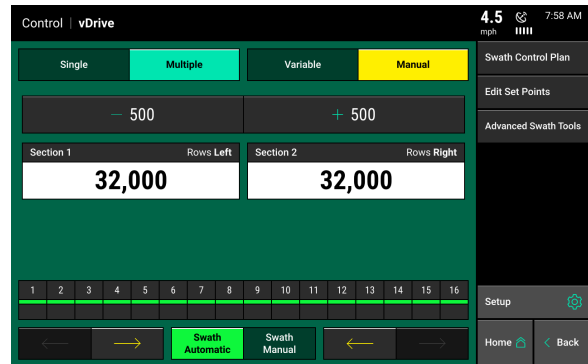 Control | vDrive
4.5 mph
7:58 AM
Single
Multiple
Variable
Manual
Swath Control Plan
Edit Set Points
Advanced Swath Tools
− 500
+ 500
Section 1
Rows Left
32,000
Section 2
Rows Right
32,000
1 2 3 4 5 6 7 8 9 10 11 12 13 14 15 16
Swath
Automatic
Swath
Manual
Setup
Home
< Back